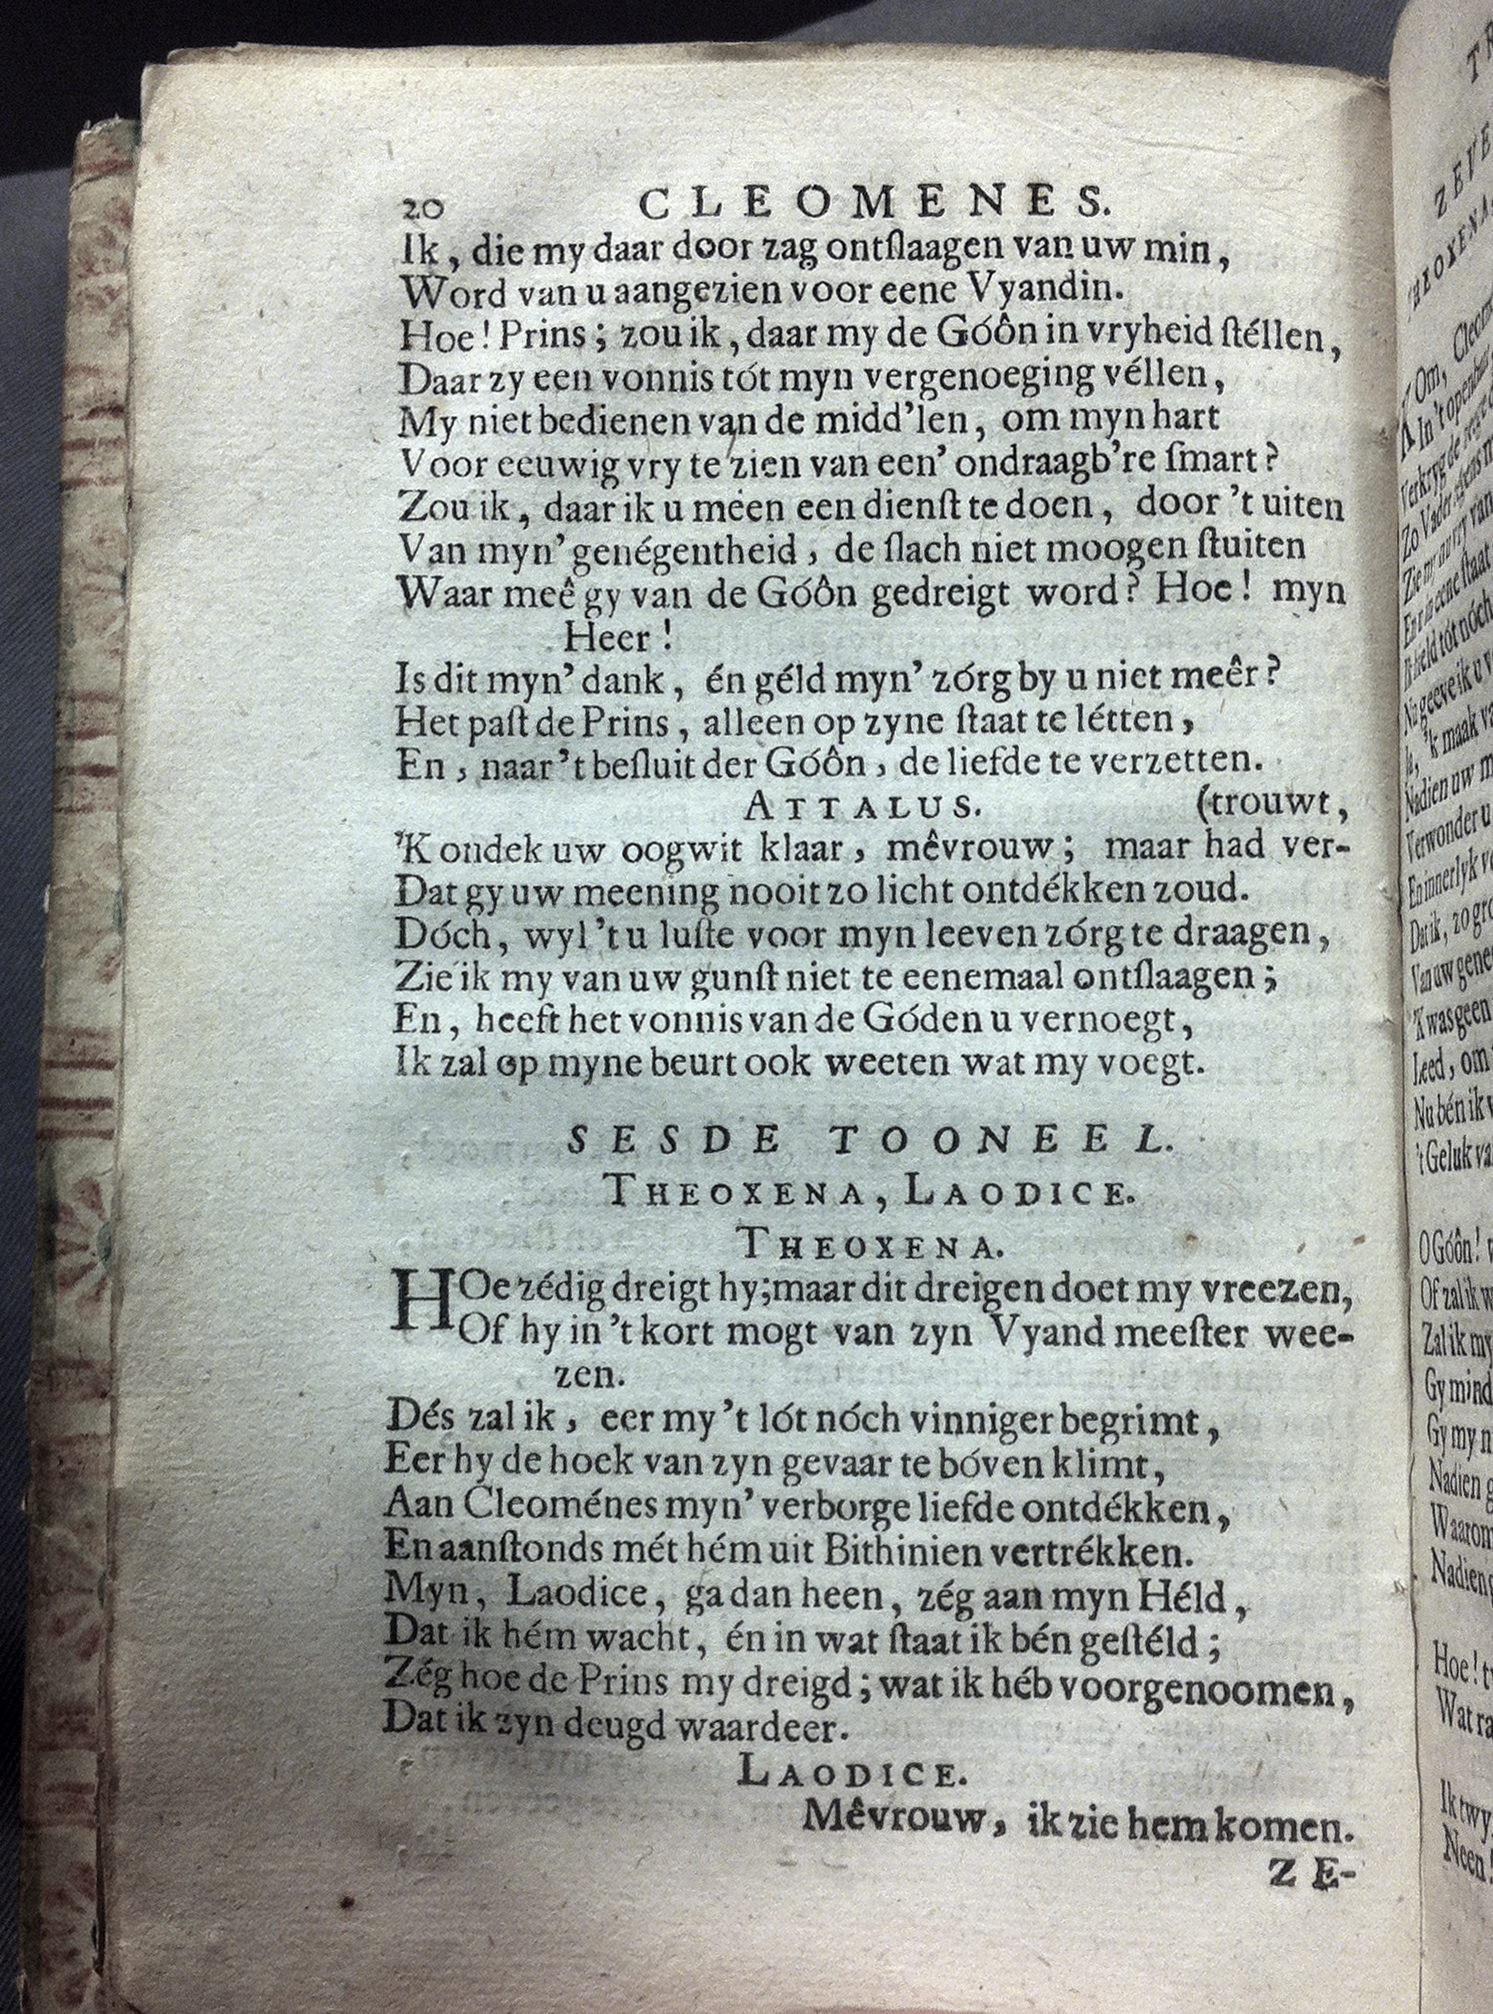 20 CLEOMENES.
Ik, die my daar door zag ontſlaagen van uw min,
Word van u aangezien voor eene Vyandin.
Hoe! Prins; zou ik, daar my de Góôn in vryheid ſtéllen,
Daar zy een vonnis tót myn vergenoeging véllen,
My niet bedienen van de midd'len, om myn hart
Voor eeuwig vry te zien van een' ondraagb're ſmart?
Zou ik, daar ik u meen een dienſt te doen, door 't uiten
Van myn' genégentheid, de ſlach niet moogen ſtuiten
Waar meê gy van de Góôn gedreigt word? Hoe! myn
Heer!
Is dit myn' dank, én géld myn' zórg by u niet meêr?
Het paſt de Prins, alleen op zyne ſtaat te létten,
En, naar 't beſluit der Góôn, de liefde te verzetten.
ATTALUS. (trouwt,
'K ondek uw oogwit klaar, mêvrouw; maar had ver-
Dat gy uw meening nooit zo licht ontdékken zoud.
Dóch, wyl 't u luſte voor myn leeven zórg te draagen,
Zie ik my van uw gunſt niet te eenemaal ontſlaagen;
En, heeft het vonnis van de Góden u vernoegt,
Ik zal op myne beurt ook weeten wat my voegt.
SESDE TOONEEL.
THEOXENA, LAODICE.
THEOXENA.
HOe zédig dreigt hy; maar dit dreigen doet my vreezen,
Of hy in 't kort mogt van zyn Vyand meeſter wee-
zen.
Dés zal ik, eer my 't lót nóch vinniger begrimt,
Eer hy de hoek van zyn gevaar te bóven klimt,
Aan Cleoménes myn' verborge liefde ontdékken,
En aanſtonds mét hém uit Bithinien vertrékken.
Myn, Laodice, ga dan heen, zég aan myn Héld,
Dat ik hém wacht, én in wat ſtaat ik bén geſtéld;
Zég hoe de Prins my dreigd; wat ik héb voorgenoomen,
Dat ik zyn deugd waardeer.
LAODICE.
Mêvrouw, ik zie hem komen.
ZE-